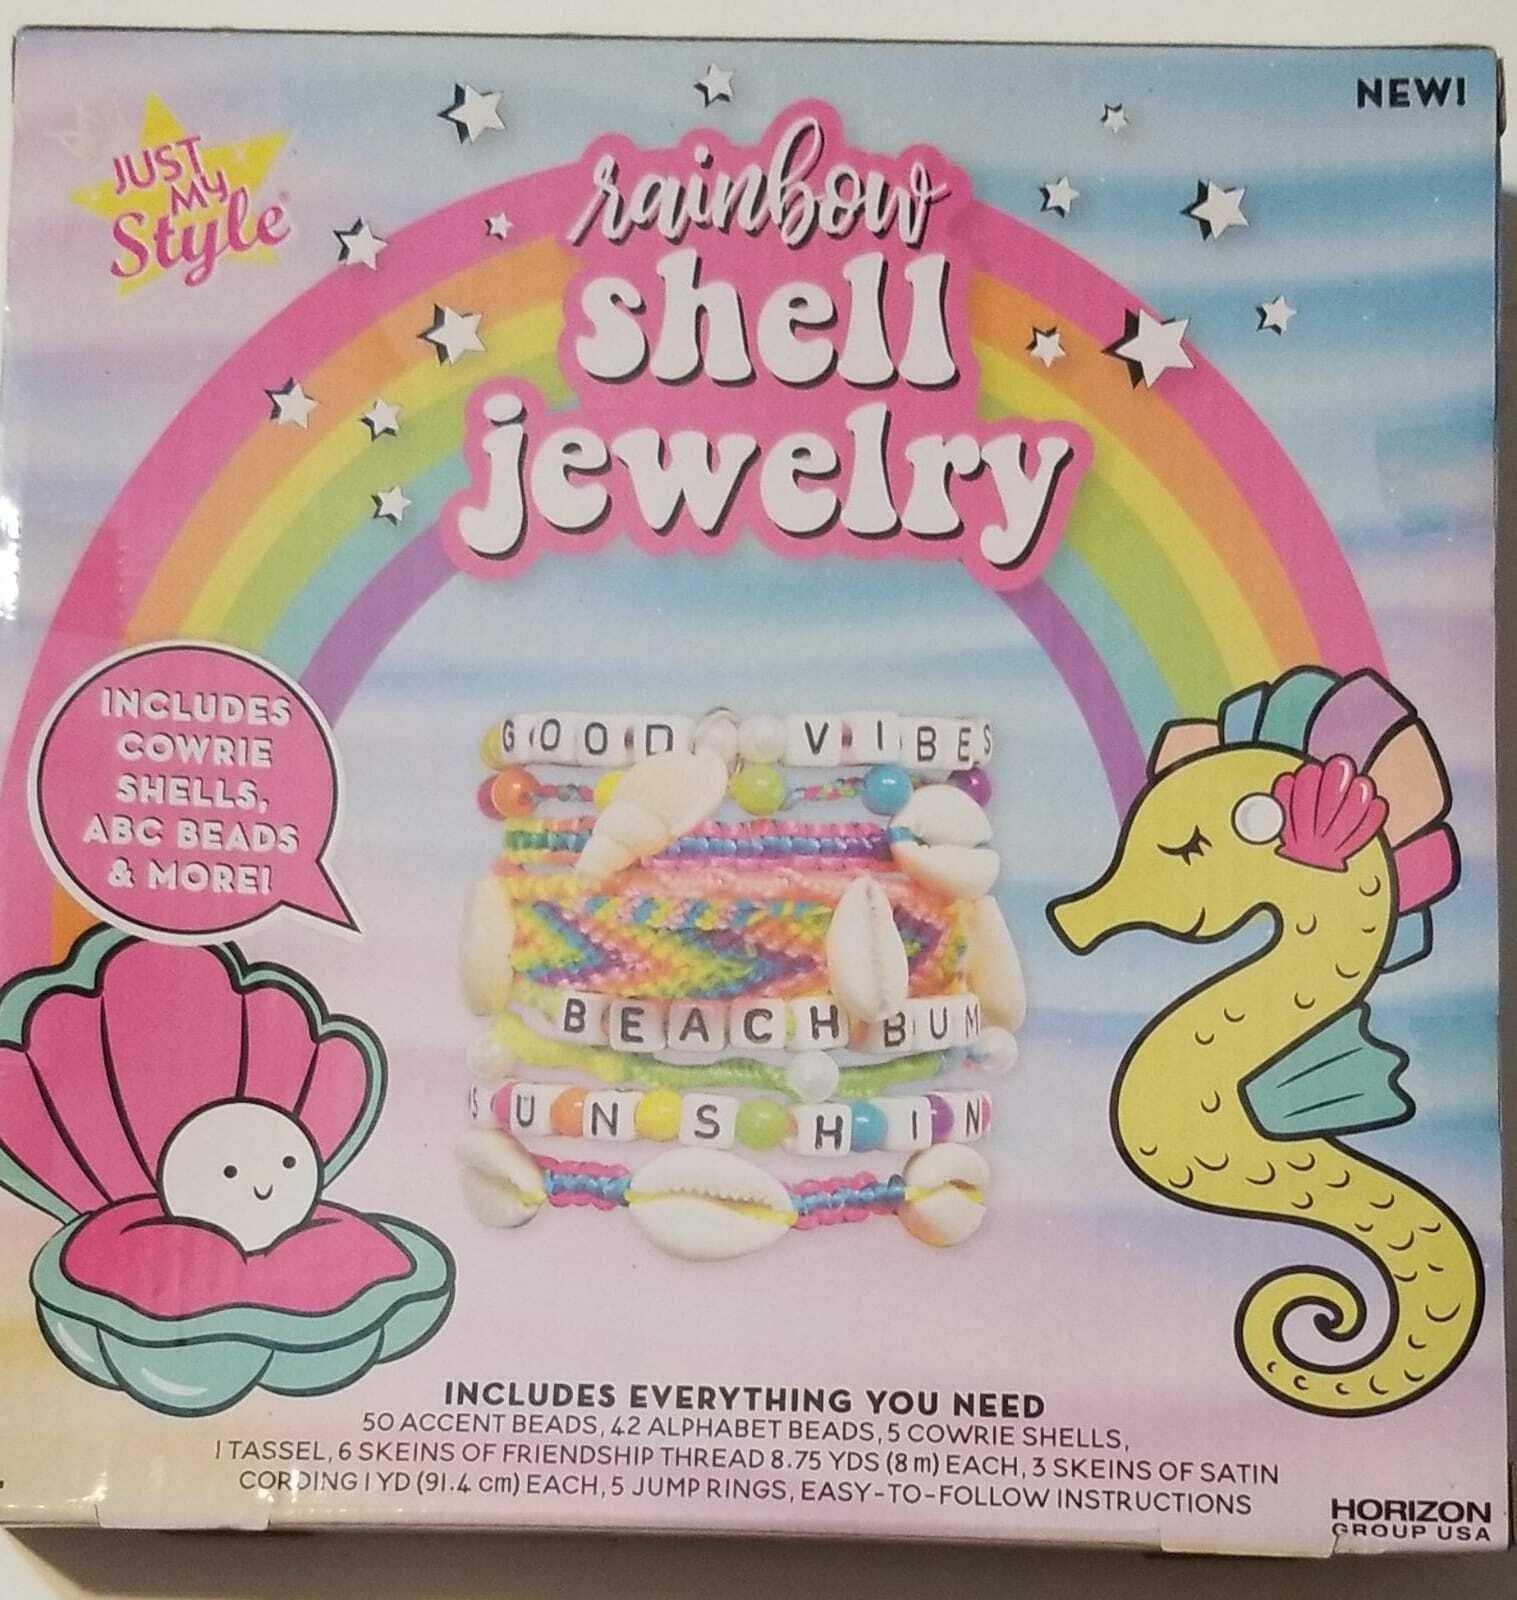 NEW!
JUST
MY
Style
rainbow
shell
jewelry
INCLUDES
COWRIE
SHELLS,
ABC BEADS
& MORE!
GOOD VIBES
BEACH BUM
SUNSHIN
INCLUDES EVERYTHING YOU NEED
50 ACCENT BEADS, 42 ALPHABET BEADS, 5 COWRIE SHELLS,
1 TASSEL, 6 SKEINS OF FRIENDSHIP THREAD 8.75 YDS (8 m) EACH, 3 SKEINS OF SATIN
CORDING 1 YD (91.4 cm) EACH, 5 JUMP RINGS, EASY-TO-FOLLOW INSTRUCTIONS
HORIZON
GROUP USA